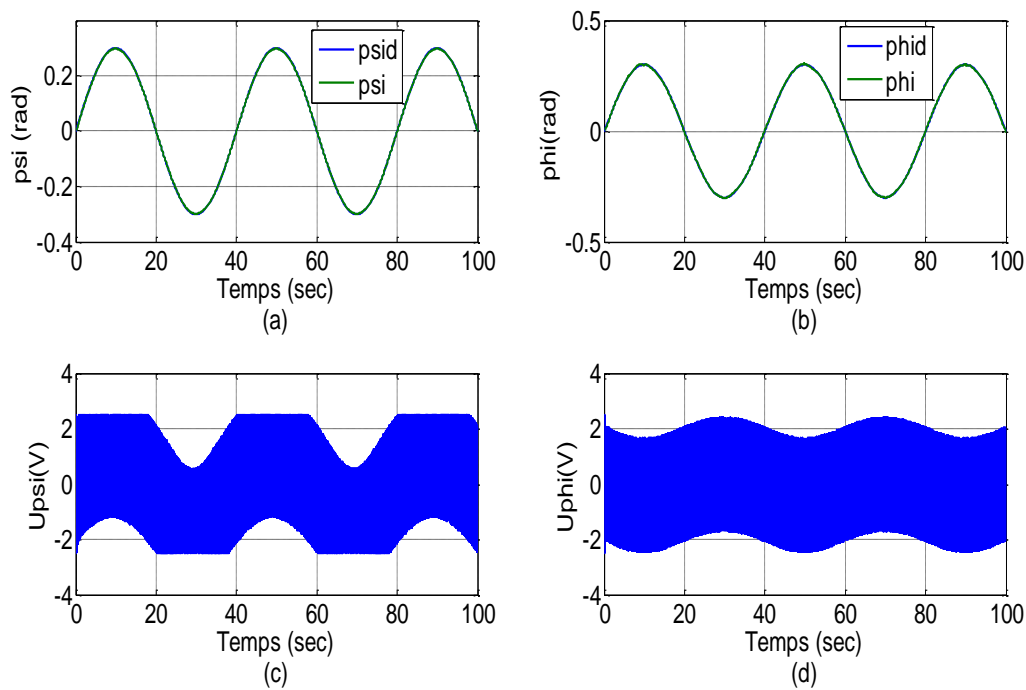 psid
psi
0.2
0
-0.2
-0.4
psi (rad)
0 20 40 60 80 100
Temps (sec)
(a)
phid
phi
0.5
0
-0.5
phi(rad)
0 20 40 60 80 100
Temps (sec)
(b)
4
2
0
-2
-4
Upsi(V)
0 20 40 60 80 100
Temps (sec)
(c)
4
2
0
-2
-4
Uphi(V)
0 20 40 60 80 100
Temps (sec)
(d)